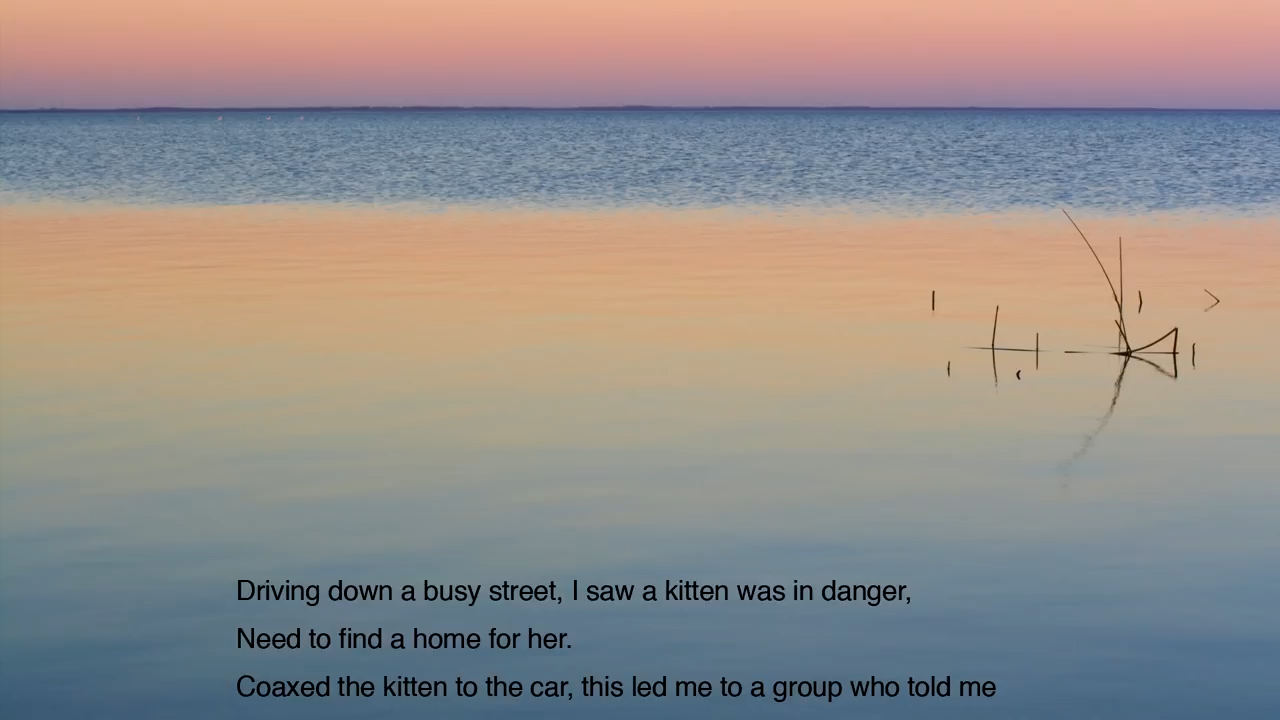 Driving down a busy street, I saw a kitten was in danger,
Need to find a home for her.
Coaxed the kitten to the car, this led me to a group who told me